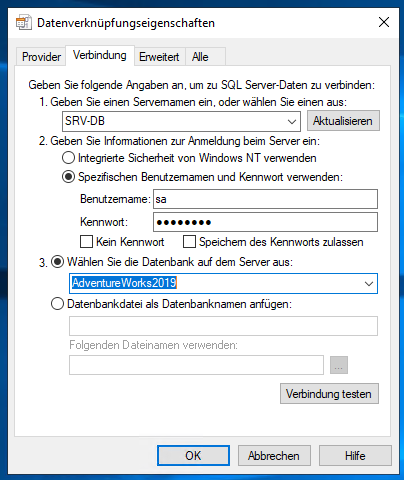 Datenverknüpfungseigenschaften
Provider Verbindung Erweitert Alle
Geben Sie folgende Angaben an, um zu SQL Server-Daten zu verbinden:
1. Geben Sie einen Servernamen ein, oder wählen Sie einen aus:
SRV-DB Aktualisieren
2. Geben Sie Informationen zur Anmeldung beim Server ein:
Integrierte Sicherheit von Windows NT verwenden
Spezifischen Benutzernamen und Kennwort verwenden:
Benutzername: sa
Kennwort: ●●●●●●●●
Kein Kennwort Speichern des Kennworts zulassen
3. Wählen Sie die Datenbank auf dem Server aus:
AdventureWorks2019
Datenbankdatei als Datenbanknamen anfügen:
Folgenden Dateinamen verwenden:
...
Verbindung testen
OK Abbrechen Hilfe